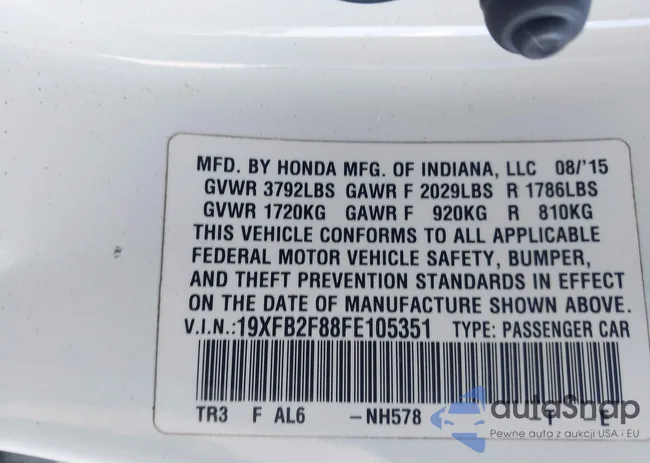 MFD. BY HONDA MFG. OF INDIANA, LLC 08/'15
GVWR 3792LBS GAWR F 2029LBS R 1786LBS
GVWR 1720KG GAWR F 920KG R 810KG
THIS VEHICLE CONFORMS TO ALL APPLICABLE
FEDERAL MOTOR VEHICLE SAFETY, BUMPER,
AND THEFT PREVENTION STANDARDS IN EFFECT
ON THE DATE OF MANUFACTURE SHOWN ABOVE.
V.I.N.:19XFB2F88FE105351 TYPE: PASSENGER CAR
TR3 F AL6 -NH578 T E
autaSnap
Pewne auta z aukcji USA i EU